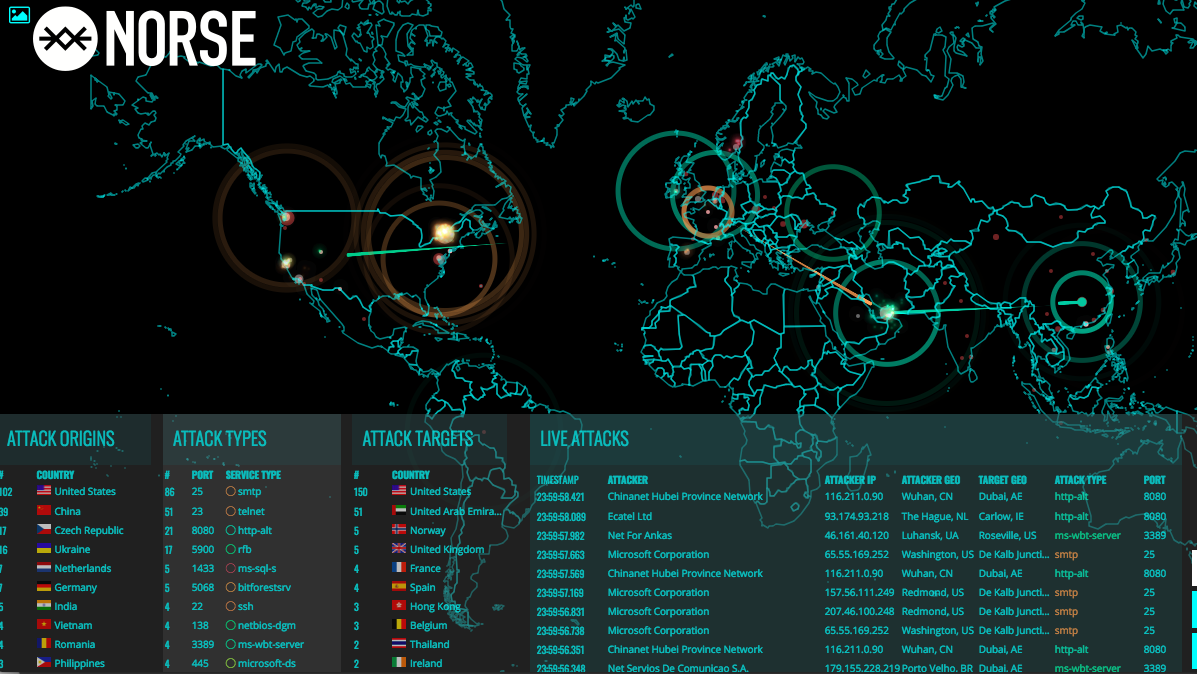 NORSE
ATTACK ORIGINS
# COUNTRY
102 United States
39 China
17 Czech Republic
16 Ukraine
7 Netherlands
7 Germany
5 India
4 Vietnam
4 Romania
3 Philippines
ATTACK TYPES
# PORT SERVICE TYPE
86 25 smtp
51 23 telnet
21 8080 http-alt
17 5900 rfb
5 1433 ms-sql-s
5 5068 bitforestsrv
4 22 ssh
4 138 netbios-dgm
4 3389 ms-wbt-server
4 445 microsoft-ds
ATTACK TARGETS
# COUNTRY
150 United States
51 United Arab Emira...
5 Norway
5 United Kingdom
4 France
4 Spain
3 Hong Kong
3 Belgium
2 Thailand
2 Ireland
LIVE ATTACKS
TIMESTAMP ATTACKER ATTACKER IP ATTACKER GEO TARGET GEO ATTACK TYPE PORT
23:59:58.421 Chinanet Hubei Province Network 116.211.0.90 Wuhan, CN Dubai, AE http-alt 8080
23:59:58.089 Ecatel Ltd 93.174.93.218 The Hague, NL Carlow, IE http-alt 8080
23:59:57.982 Net For Ankas 46.161.40.120 Luhansk, UA Roseville, US ms-wbt-server 3389
23:59:57.663 Microsoft Corporation 65.55.169.252 Washington, US De Kalb Juncti... smtp 25
23:59:57.569 Chinanet Hubei Province Network 116.211.0.90 Wuhan, CN Dubai, AE http-alt 8080
23:59:57.169 Microsoft Corporation 157.56.111.249 Redmond, US De Kalb Juncti... smtp 25
23:59:56.831 Microsoft Corporation 207.46.100.248 Redmond, US De Kalb Juncti... smtp 25
23:59:56.738 Microsoft Corporation 65.55.169.252 Washington, US De Kalb Juncti... smtp 25
23:59:56.351 Chinanet Hubei Province Network 116.211.0.90 Wuhan, CN Dubai, AE http-alt 8080
23:59:56.348 Net Servios De Comunicao S.A. 179.155.228.219 Porto Velho, BR Dubai, AE ms-wbt-server 3389